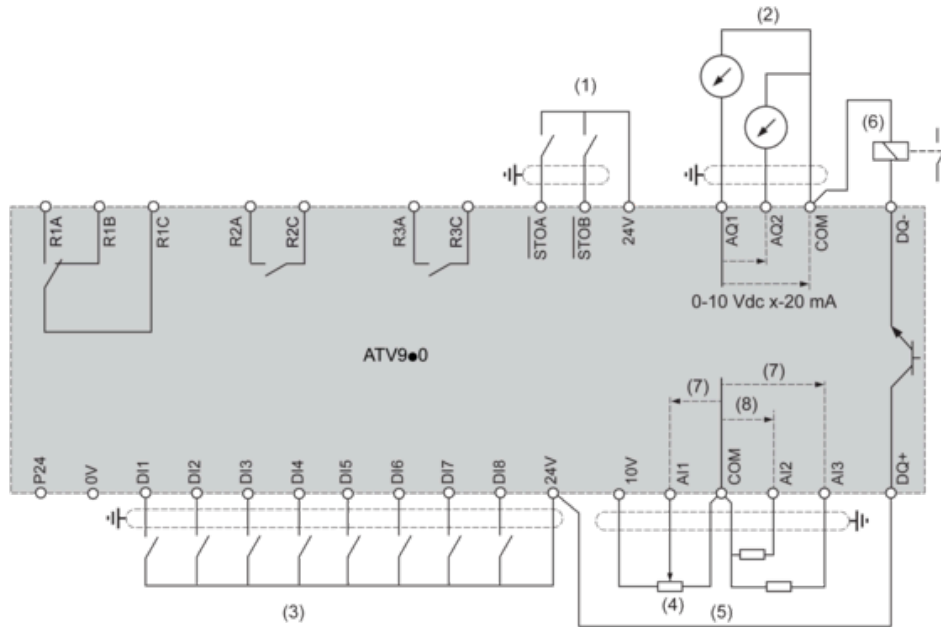 (2)
(1)
(6)
R1A R1B R1C R2A R2C R3A R3C STOA STOB 24V AQ1 AQ2 COM DQ-
0-10 Vdc x-20 mA
ATV9●0
(7) (7)
(8)
P24 0V DI1 DI2 DI3 DI4 DI5 DI6 DI7 DI8 24V 10V AI1 COM AI2 AI3 DQ+
(3) (4) (5)